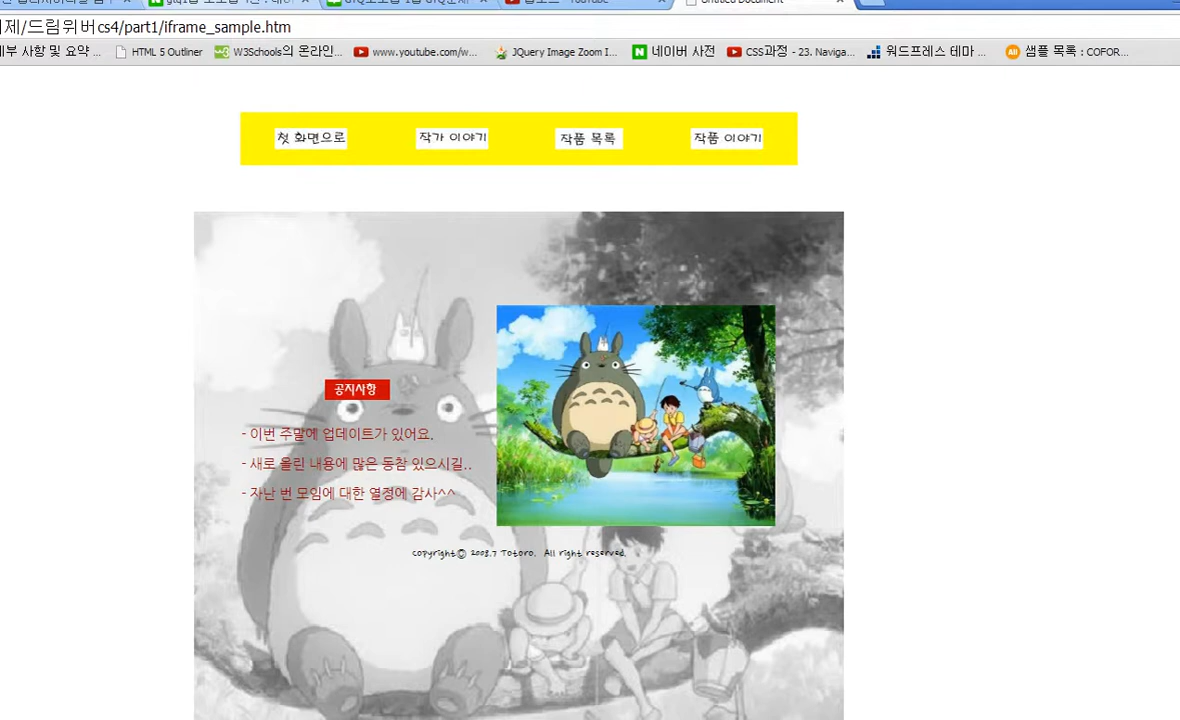 제/드림위버cs4/part1/iframe_sample.htm
부 사항 및 요약 ... HTML 5 Outliner W3Schools의 온라인... www.youtube.com/w... JQuery Image Zoom I... 네이버 사전 CSS과정 - 23. Naviga... 워드프레스 테마 ... 샘플 목록 : COFOR...
첫 화면으로 작가 이야기 작품 목록 작품 이야기
공지사항
- 이번 주말에 업데이트가 있어요.
- 새로 올린 내용에 많은 동참 있으시길..
- 지난 번 모임에 대한 열정에 감사^^
copyright© 2008.7 Totoro. All right reserved.